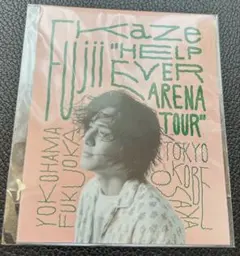 Fujii Kaze
"HELP
EVER
ARENA
TOUR"
YOKOHAMA
FUKUOKA
TOKYO
KOBE
OSAKA